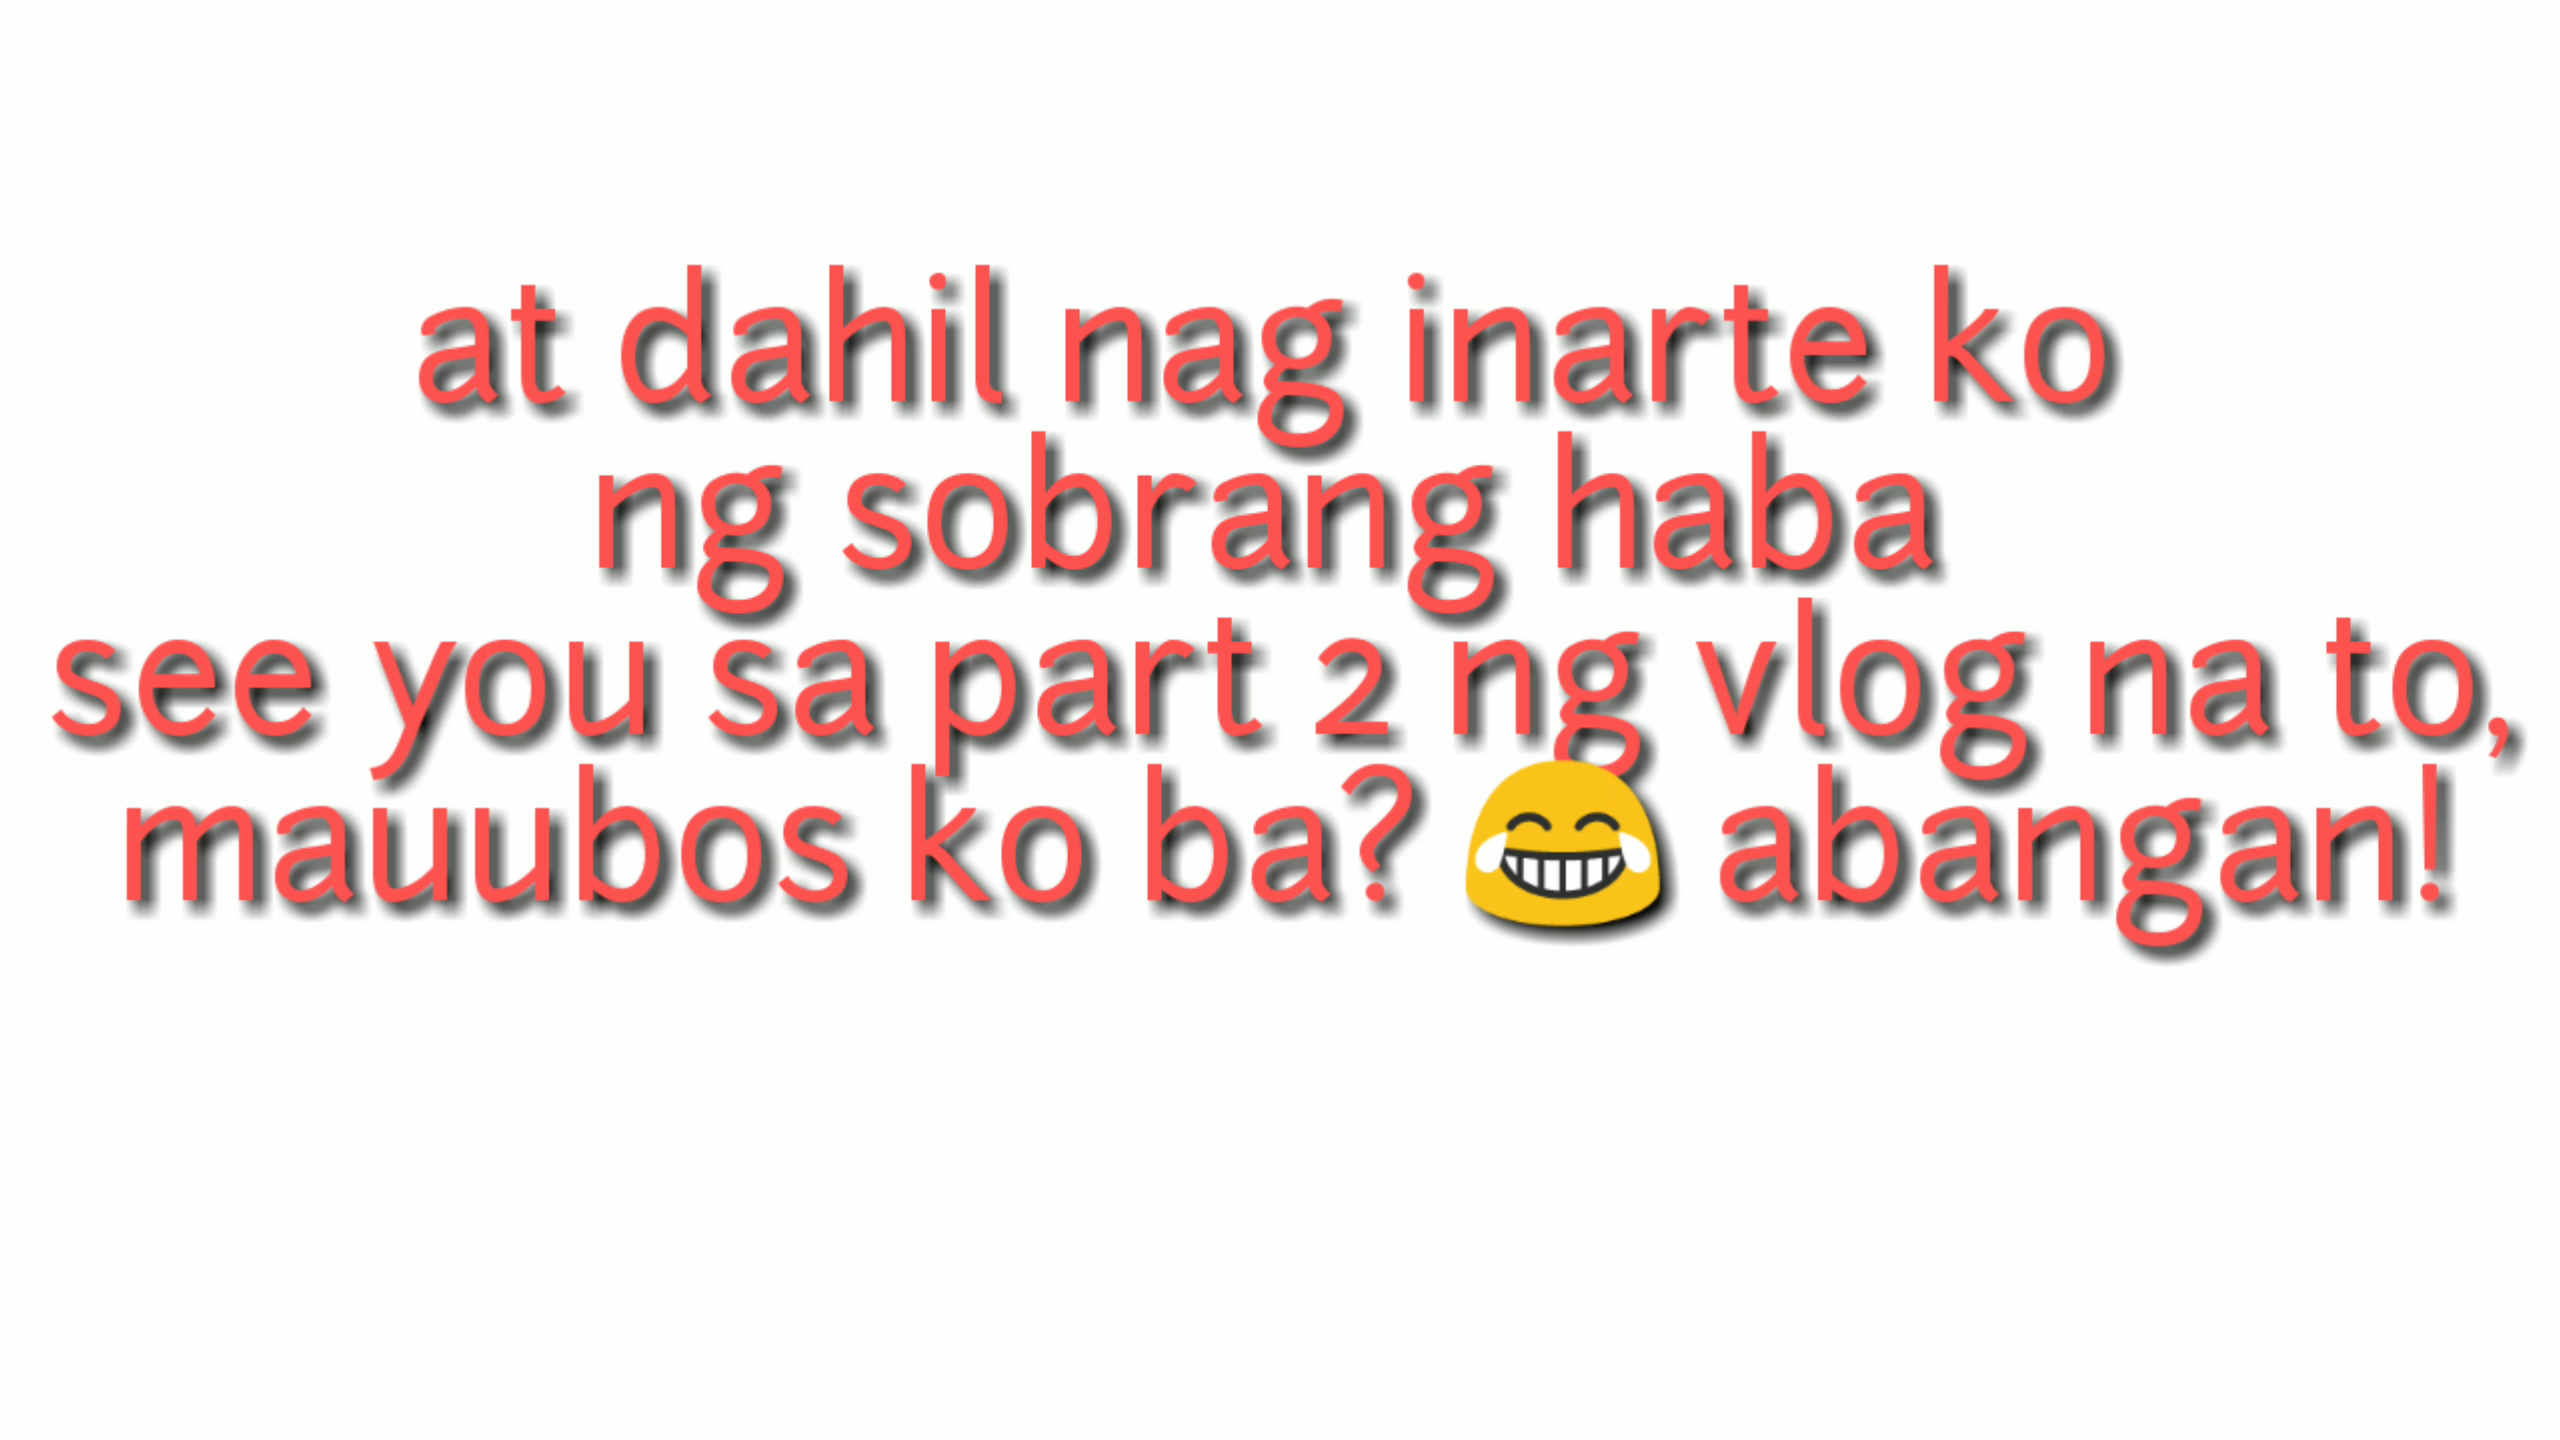 at dahil nag inarte ko
ng sobrang haba
see you sa part 2 ng vlog na to,
mauubos ko ba? 😂 abangan!